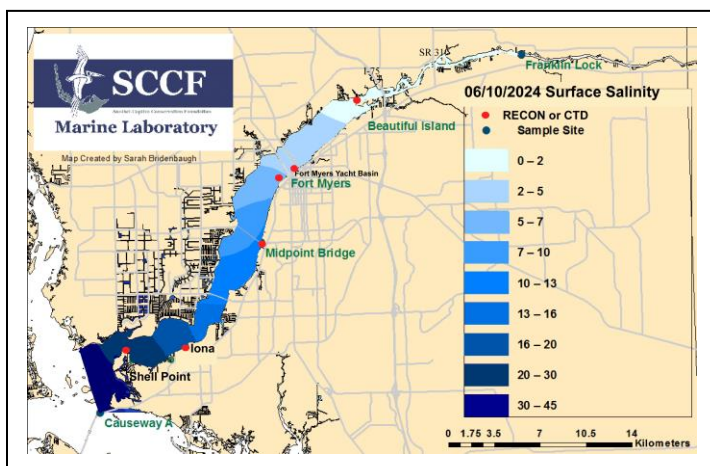 SCCF
Sanibel-Captiva Conservation Foundation
Marine Laboratory
Map Created by Sarah Bridenbaugh
I-75
SR 31
Franklin Lock
06/10/2024 Surface Salinity
RECON or CTD
Sample Site
Beautiful Island
Fort Myers Yacht Basin
Fort Myers
Midpoint Bridge
Iona
Shell Point
Causeway A
0 – 2
2 – 5
5 – 7
7 – 10
10 – 13
13 – 16
16 – 20
20 – 30
30 – 45
0 1.75 3.5 7 10.5 14
Kilometers